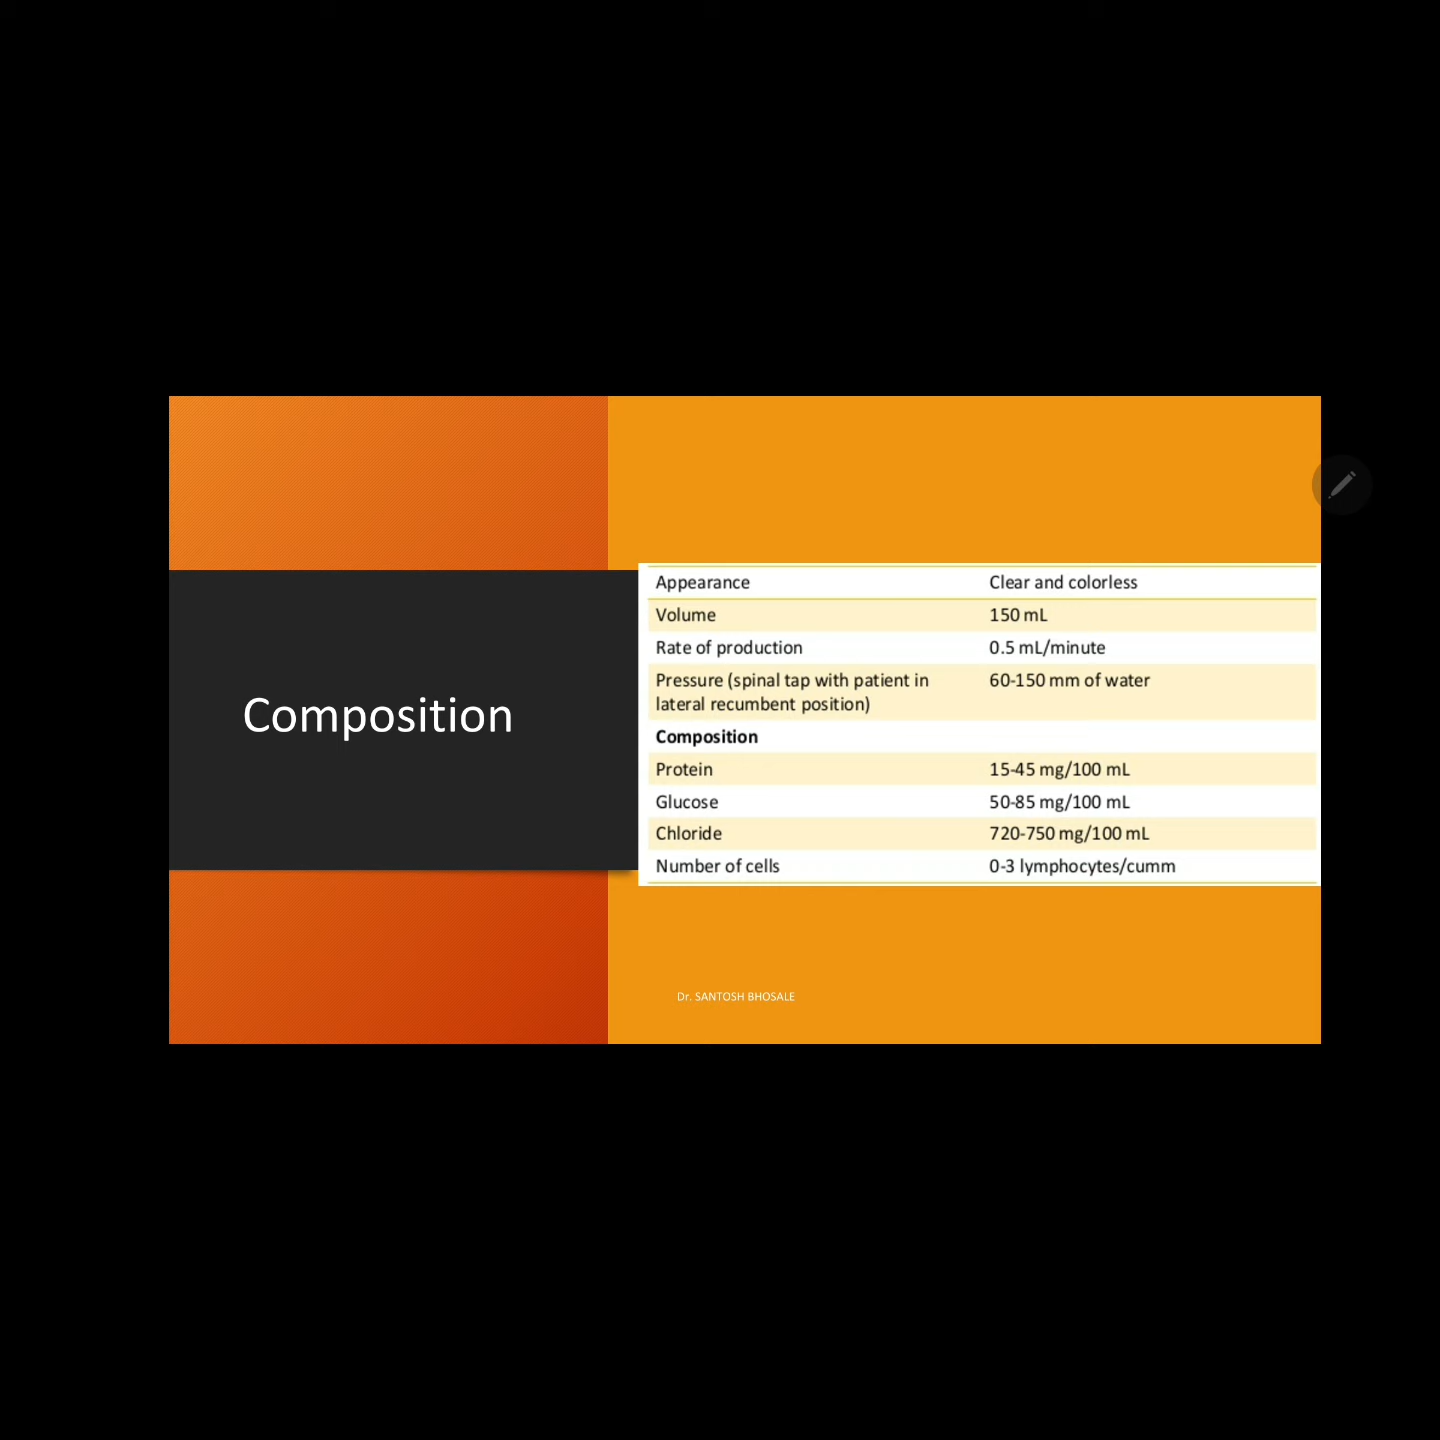 Composition
Appearance Clear and colorless
Volume 150 mL
Rate of production 0.5 mL/minute
Pressure (spinal tap with patient in 60-150 mm of water
lateral recumbent position)
Composition
Protein 15-45 mg/100 mL
Glucose 50-85 mg/100 mL
Chloride 720-750 mg/100 mL
Number of cells 0-3 lymphocytes/cumm
Dr. SANTOSH BHOSALE